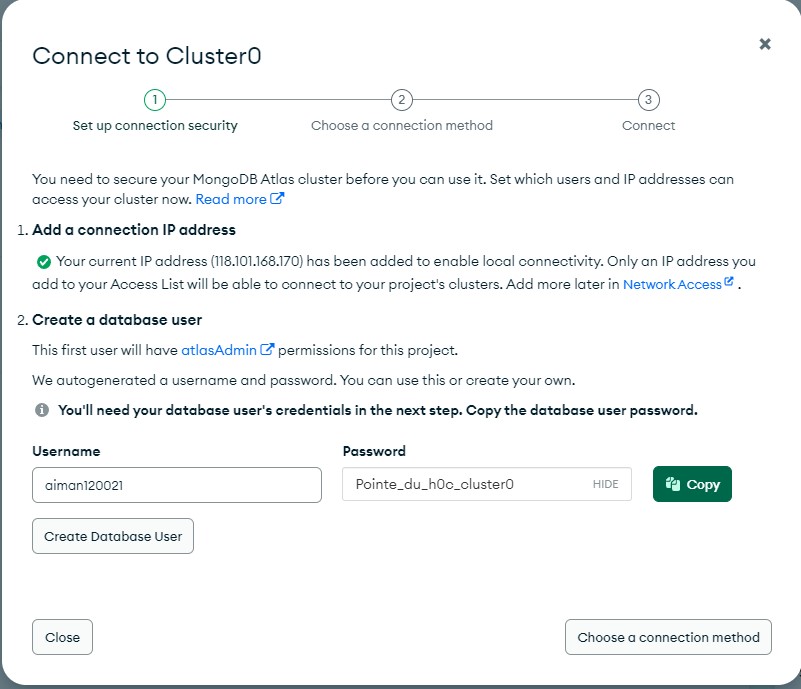 Connect to Cluster0
1
2
3
Set up connection security
Choose a connection method
Connect
You need to secure your MongoDB Atlas cluster before you can use it. Set which users and IP addresses can
access your cluster now. Read more
1. Add a connection IP address
Your current IP address (118.101.168.170) has been added to enable local connectivity. Only an IP address you
add to your Access List will be able to connect to your project's clusters. Add more later in Network Access .
2. Create a database user
This first user will have atlasAdmin permissions for this project.
We autogenerated a username and password. You can use this or create your own.
You'll need your database user's credentials in the next step. Copy the database user password.
Username
Password
aiman120021
Pointe_du_h0c_cluster0
HIDE
Copy
Create Database User
Close
Choose a connection method